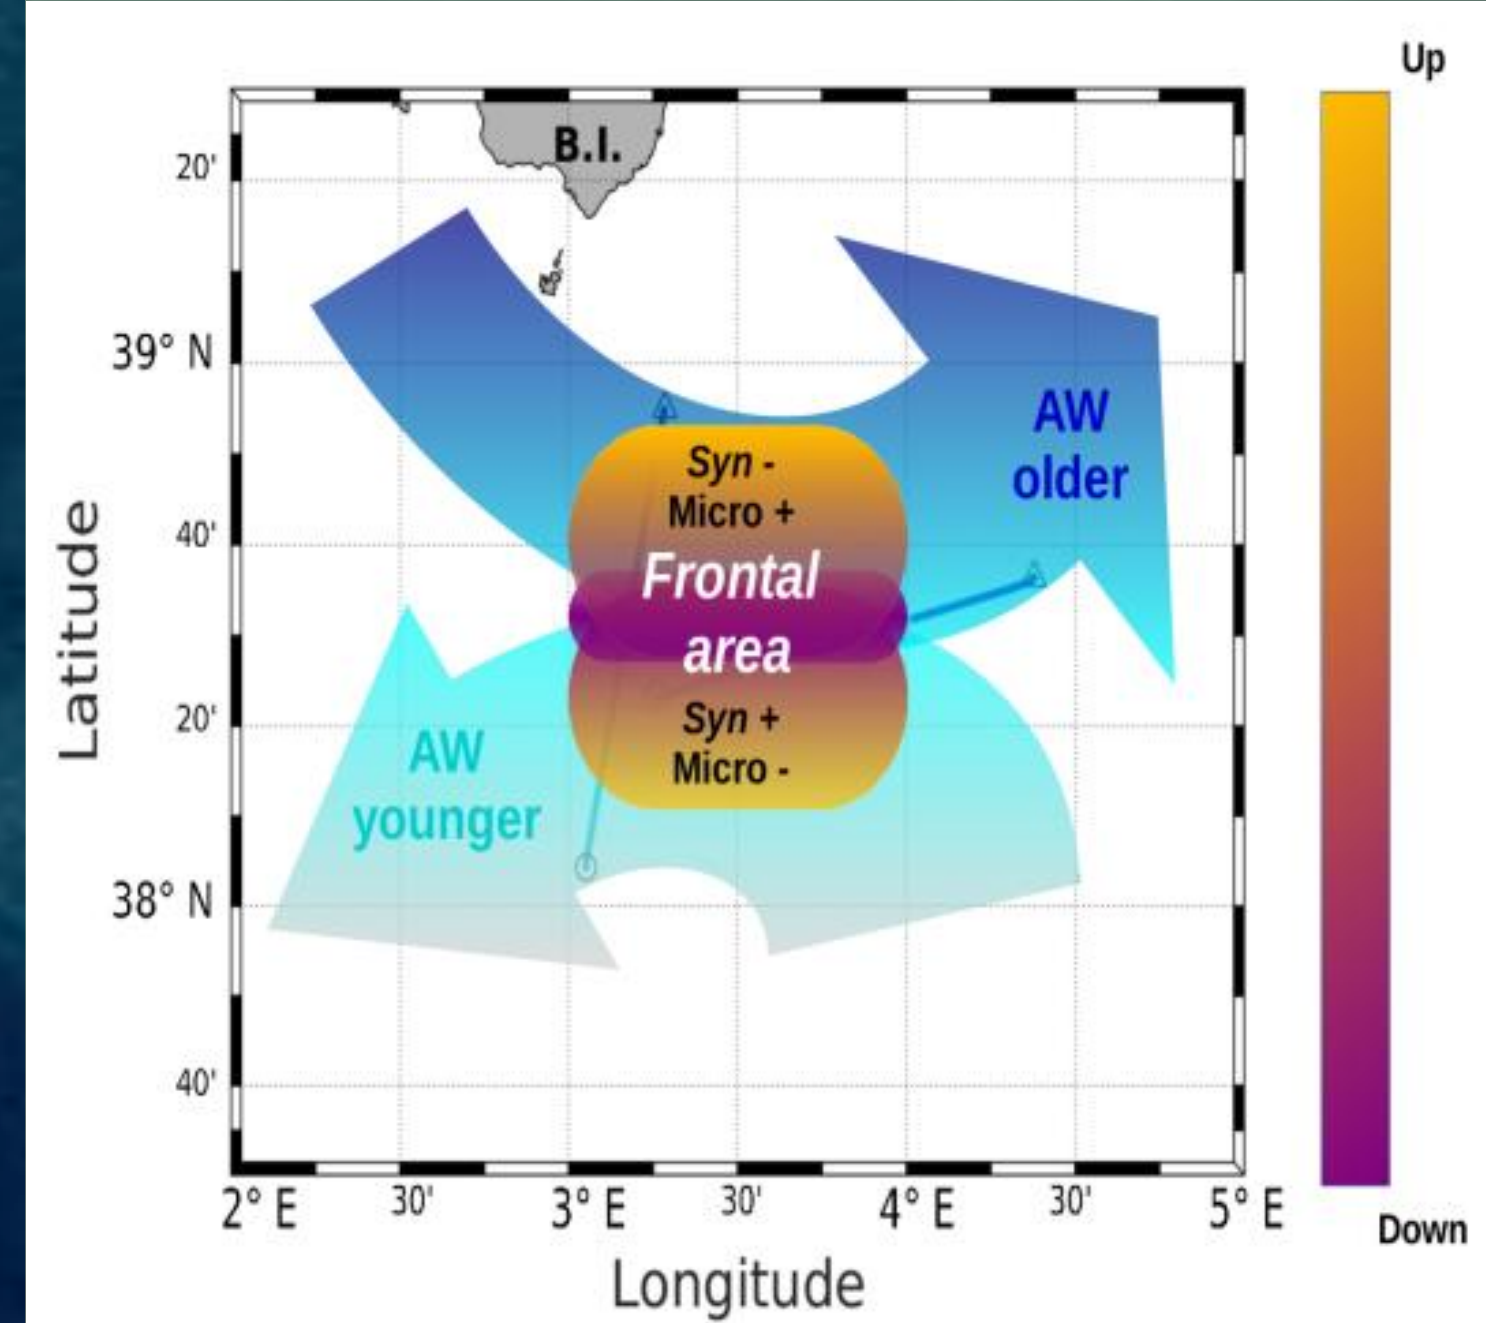 Up
B.I.
20'
39° N
AW
older
Syn -
Micro +
40'
Frontal
area
Latitude
20'
Syn +
Micro -
AW
younger
38° N
40'
2° E 30' 3° E 30' 4° E 30' 5° E
Down
Longitude